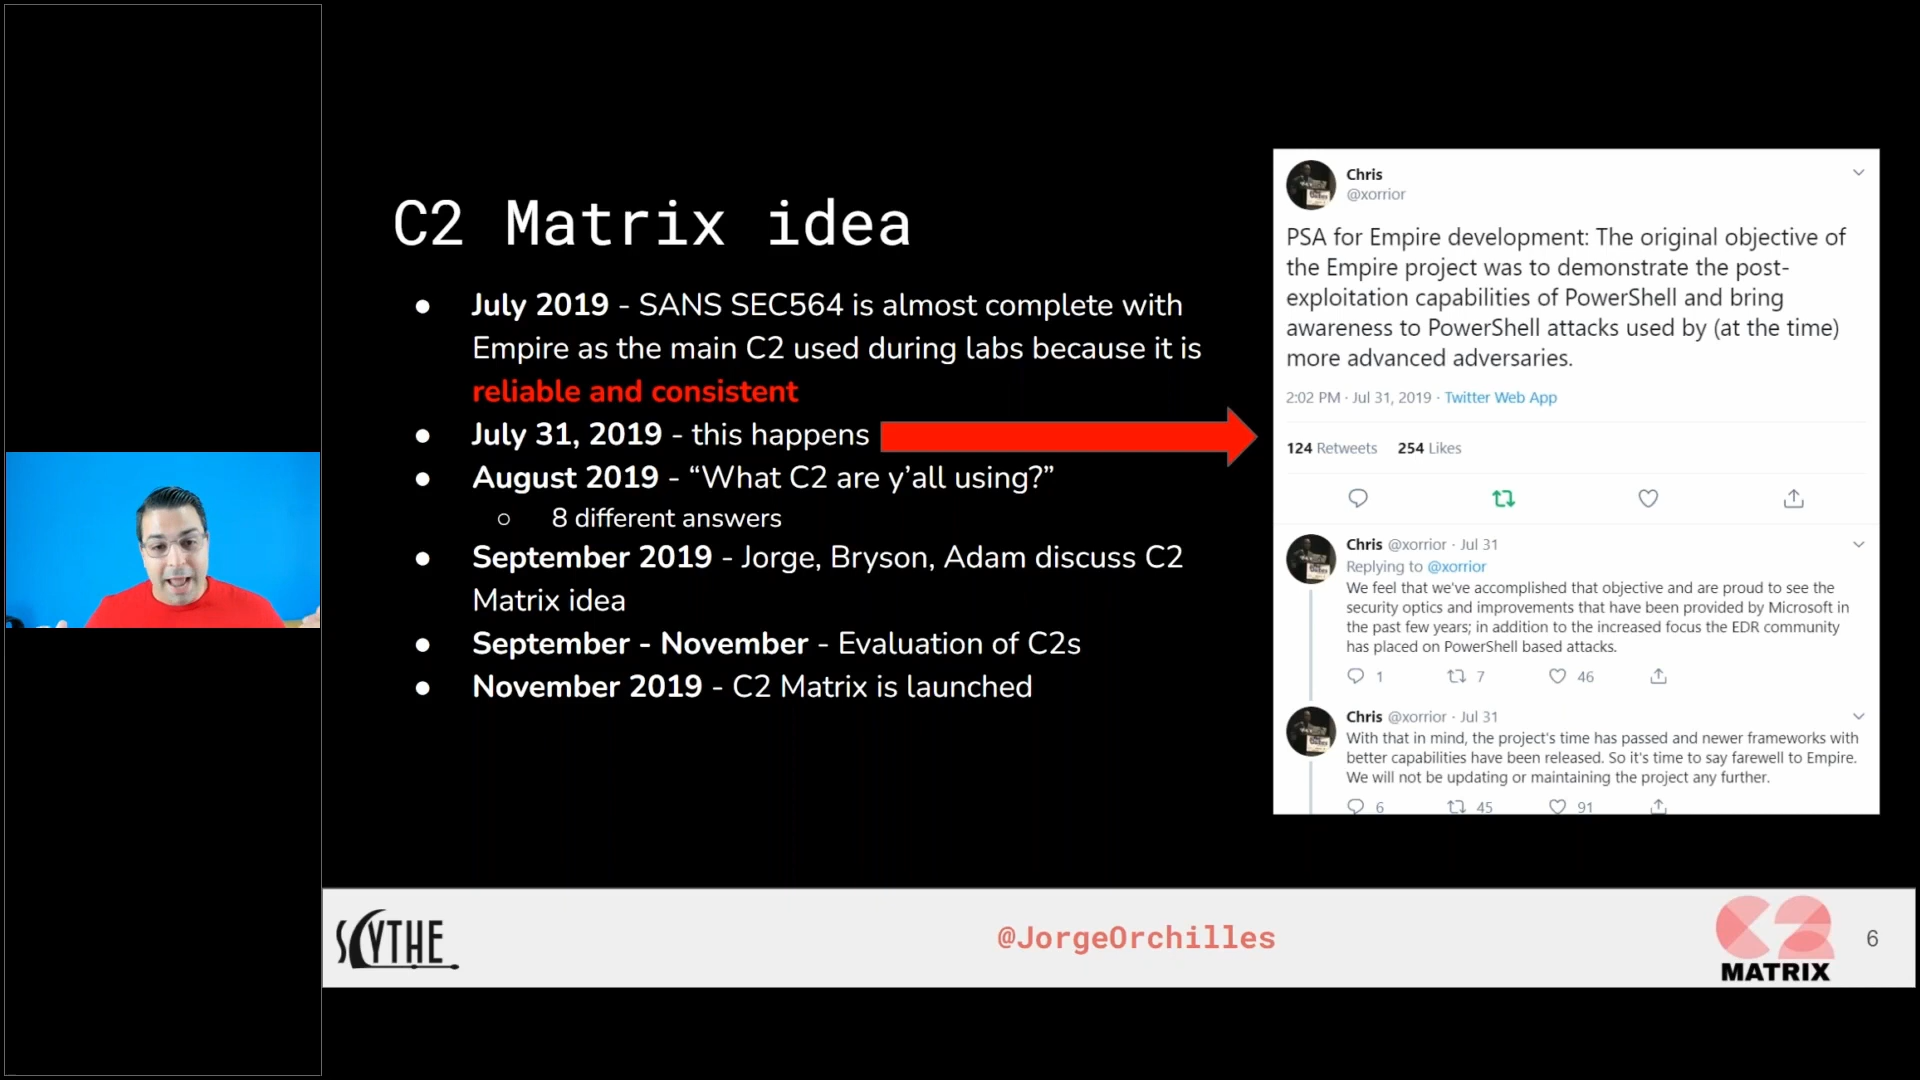 C2 Matrix idea
● July 2019 - SANS SEC564 is almost complete with
Empire as the main C2 used during labs because it is
reliable and consistent
● July 31, 2019 - this happens
● August 2019 - “What C2 are y’all using?”
○ 8 different answers
● September 2019 - Jorge, Bryson, Adam discuss C2
Matrix idea
● September - November - Evaluation of C2s
● November 2019 - C2 Matrix is launched
Chris
@xorrior
PSA for Empire development: The original objective of
the Empire project was to demonstrate the post-
exploitation capabilities of PowerShell and bring
awareness to PowerShell attacks used by (at the time)
more advanced adversaries.
2:02 PM · Jul 31, 2019 · Twitter Web App
124 Retweets 254 Likes
Chris @xorrior · Jul 31
Replying to @xorrior
We feel that we've accomplished that objective and are proud to see the
security optics and improvements that have been provided by Microsoft in
the past few years; in addition to the increased focus the EDR community
has placed on PowerShell based attacks.
1 7 46
Chris @xorrior · Jul 31
With that in mind, the project's time has passed and newer frameworks with
better capabilities have been released. So it's time to say farewell to Empire.
We will not be updating or maintaining the project any further.
6 45 91
SCYTHE
@JorgeOrchilles
C2
MATRIX
6